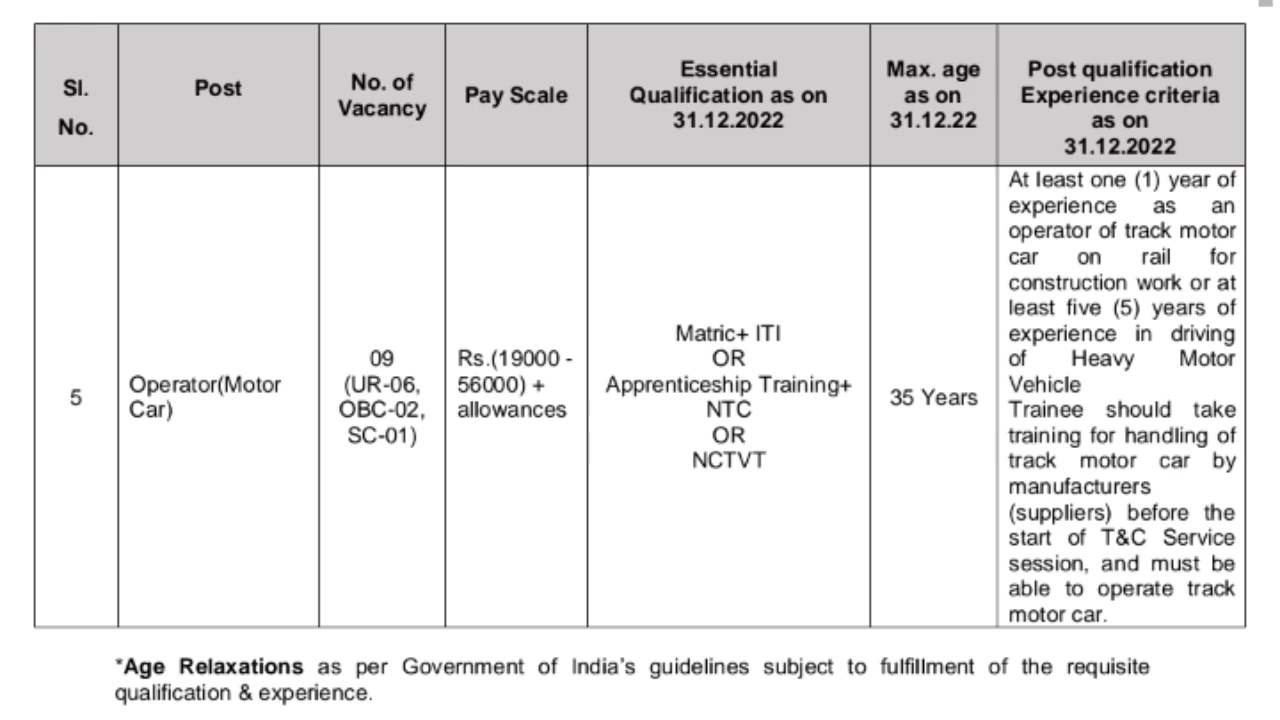 Sl.
No.
Post
No. of
Vacancy
Pay Scale
Essential
Qualification as on
31.12.2022
Max. age
as on
31.12.22
Post qualification
Experience criteria
as on
31.12.2022
5
Operator(Motor
Car)
09
(UR-06,
OBC-02,
SC-01)
Rs.(19000 -
56000) +
allowances
Matric+ ITI
OR
Apprenticeship Training+
NTC
OR
NCTVT
35 Years
At least one (1) year of
experience as an
operator of track motor
car on rail for
construction work or at
least five (5) years of
experience in driving
of Heavy Motor
Vehicle
Trainee should take
training for handling of
track motor car by
manufacturers
(suppliers) before the
start of T&C Service
session, and must be
able to operate track
motor car.
*Age Relaxations as per Government of India's guidelines subject to fulfillment of the requisite
qualification & experience.